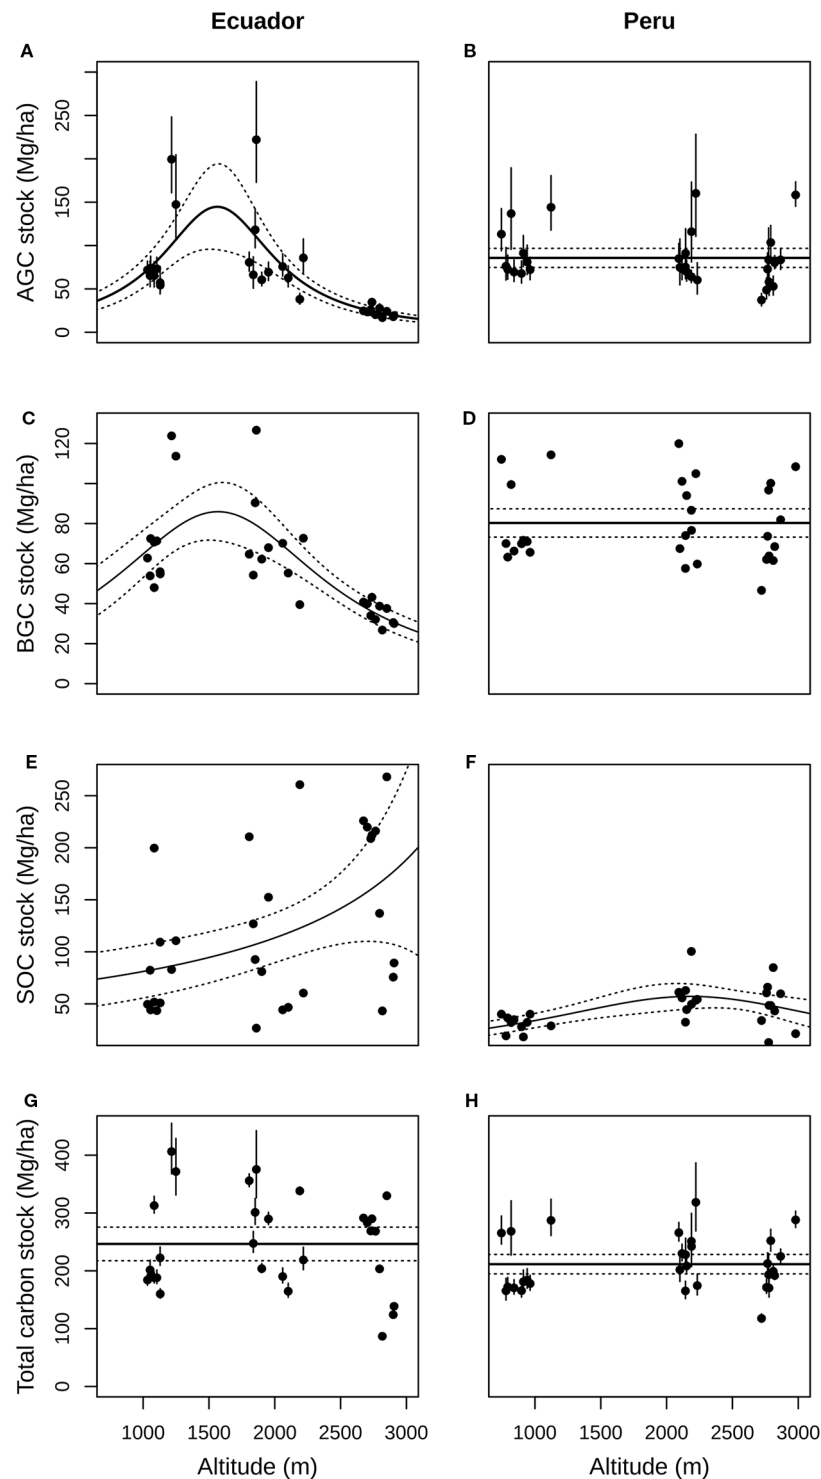 Ecuador
Peru
A
B
AGC stock (Mg/ha)
250
150
50
0
C
D
BGC stock (Mg/ha)
120
80
60
40
20
0
E
F
SOC stock (Mg/ha)
250
200
150
100
50
G
H
Total carbon stock (Mg/ha)
400
300
200
100
0
1000 1500 2000 2500 3000
1000 1500 2000 2500 3000
Altitude (m)
Altitude (m)